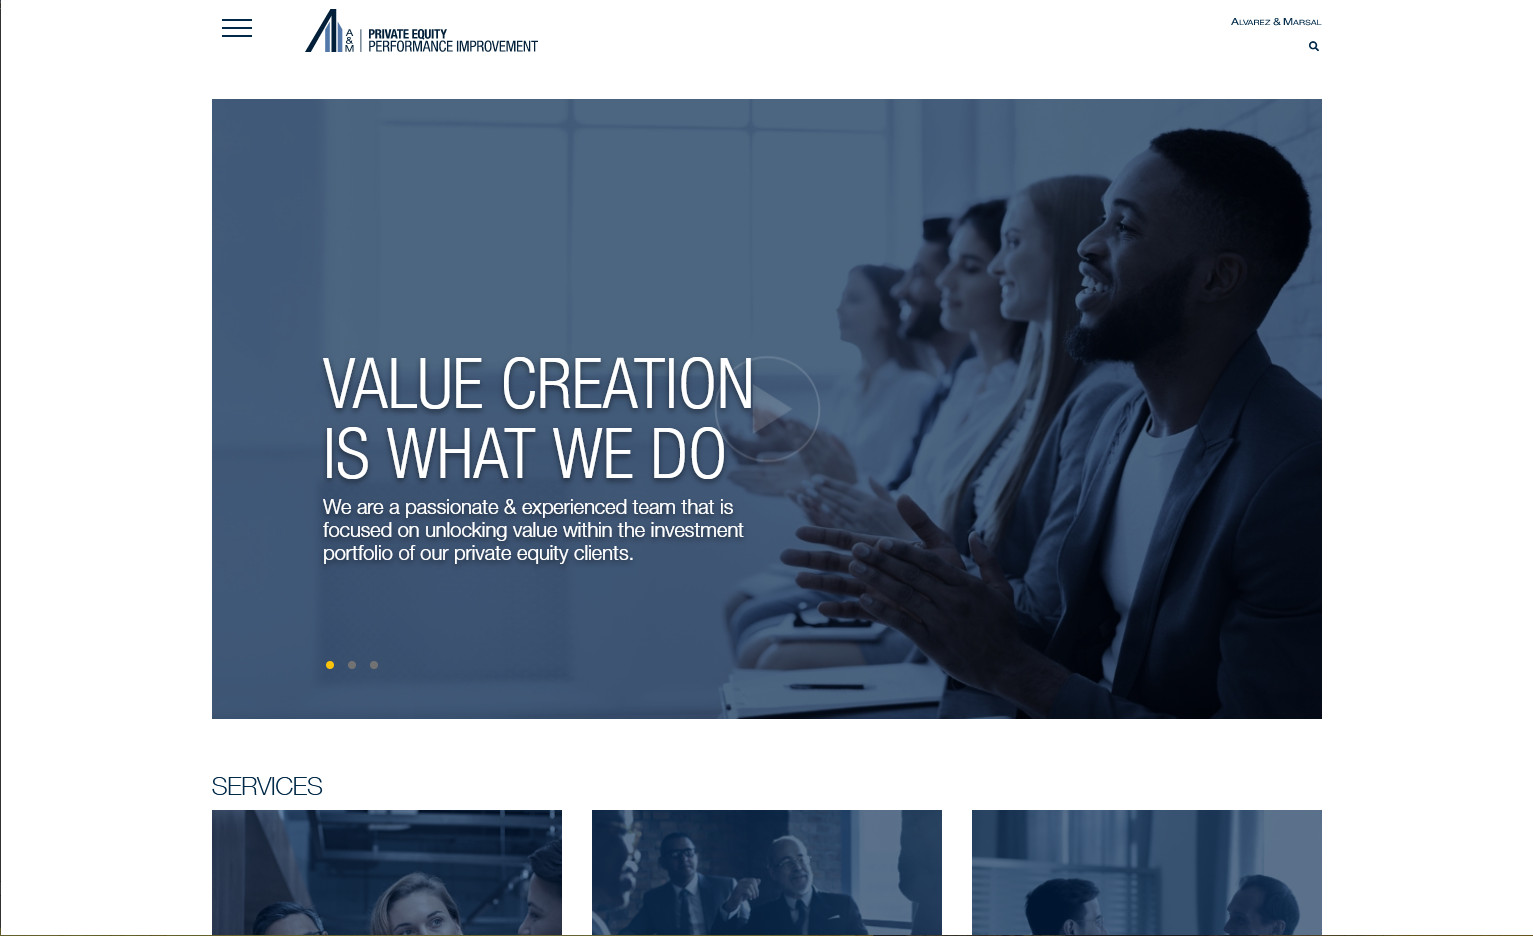 A
&
M
PRIVATE EQUITY
PERFORMANCE IMPROVEMENT
ALVAREZ & MARSAL
VALUE CREATION
IS WHAT WE DO
We are a passionate & experienced team that is
focused on unlocking value within the investment
portfolio of our private equity clients.
SERVICES